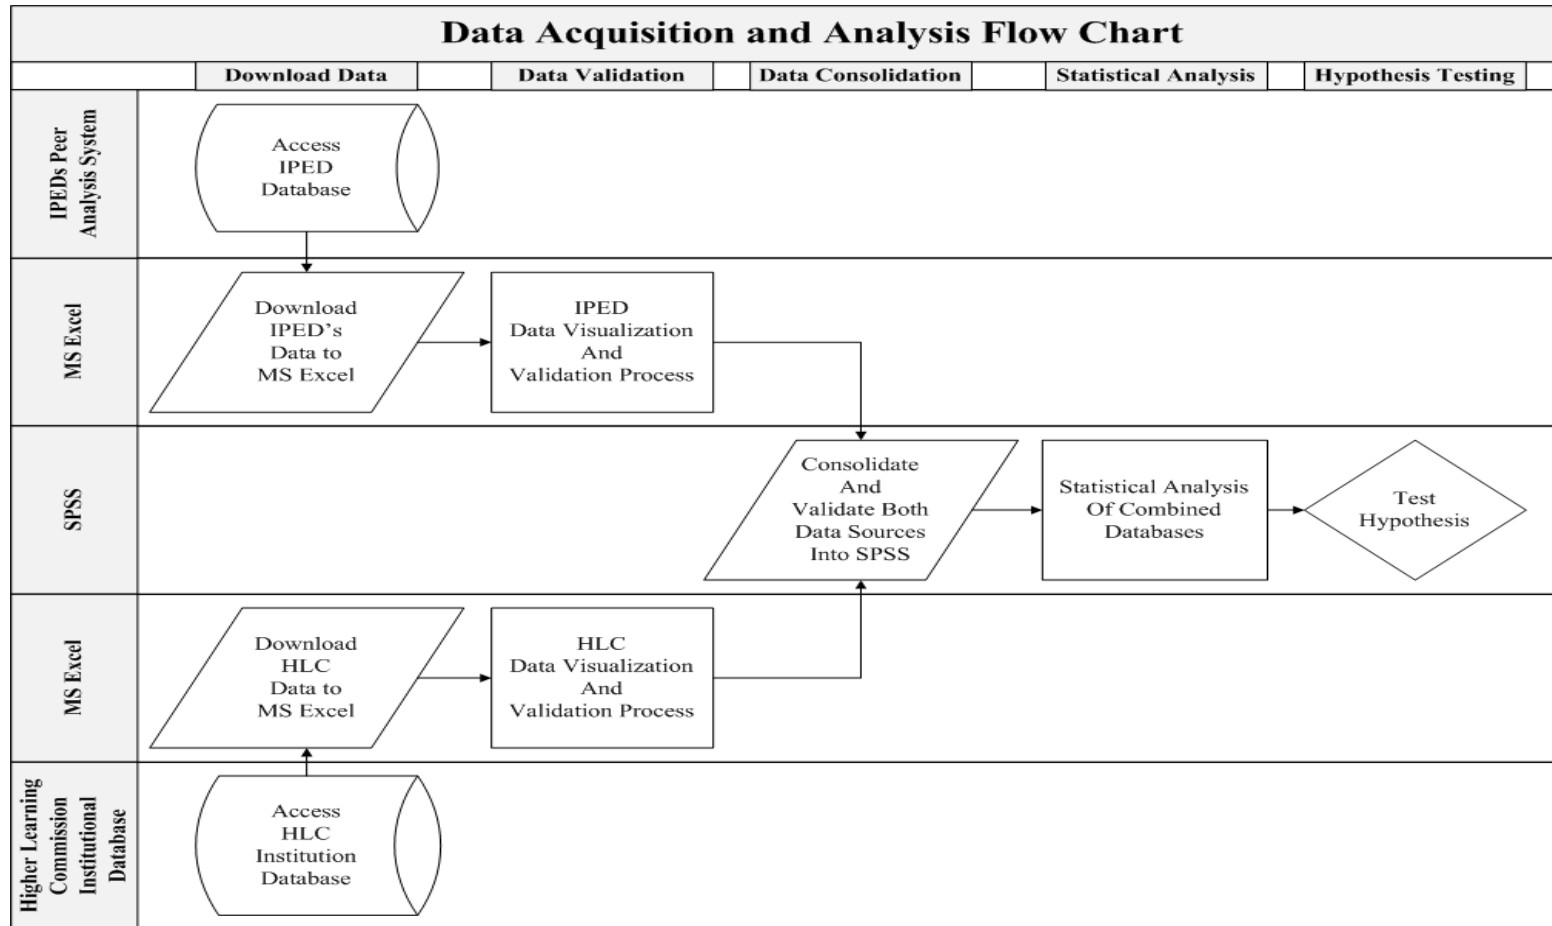 Data Acquisition and Analysis Flow Chart
Download Data
Data Validation
Data Consolidation
Statistical Analysis
Hypothesis Testing
IPEDs Peer
Analysis System
Access
IPED
Database
MS Excel
Download
IPED's
Data to
MS Excel
IPED
Data Visualization
And
Validation Process
SPSS
Consolidate
And
Validate Both
Data Sources
Into SPSS
Statistical Analysis
Of Combined
Databases
Test
Hypothesis
MS Excel
Download
HLC
Data to
MS Excel
HLC
Data Visualization
And
Validation Process
Higher Learning
Commission
Institutional
Database
Access
HLC
Institution
Database